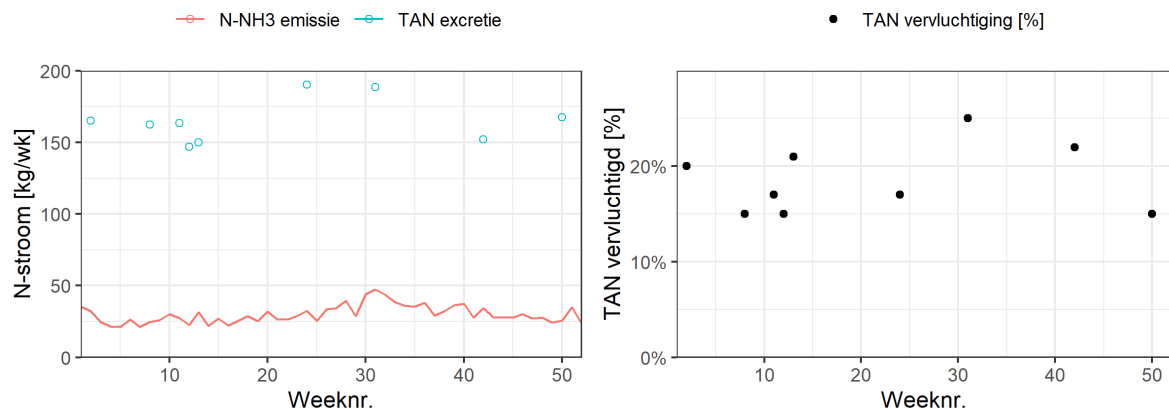 N-NH3 emissie TAN excretie
N-stroom [kg/wk]
200
150
100
50
0
10 20 30 40 50
Weeknr.
TAN vervluchtiging [%]
TAN vervluchtigd [%]
20%
10%
0%
10 20 30 40 50
Weeknr.